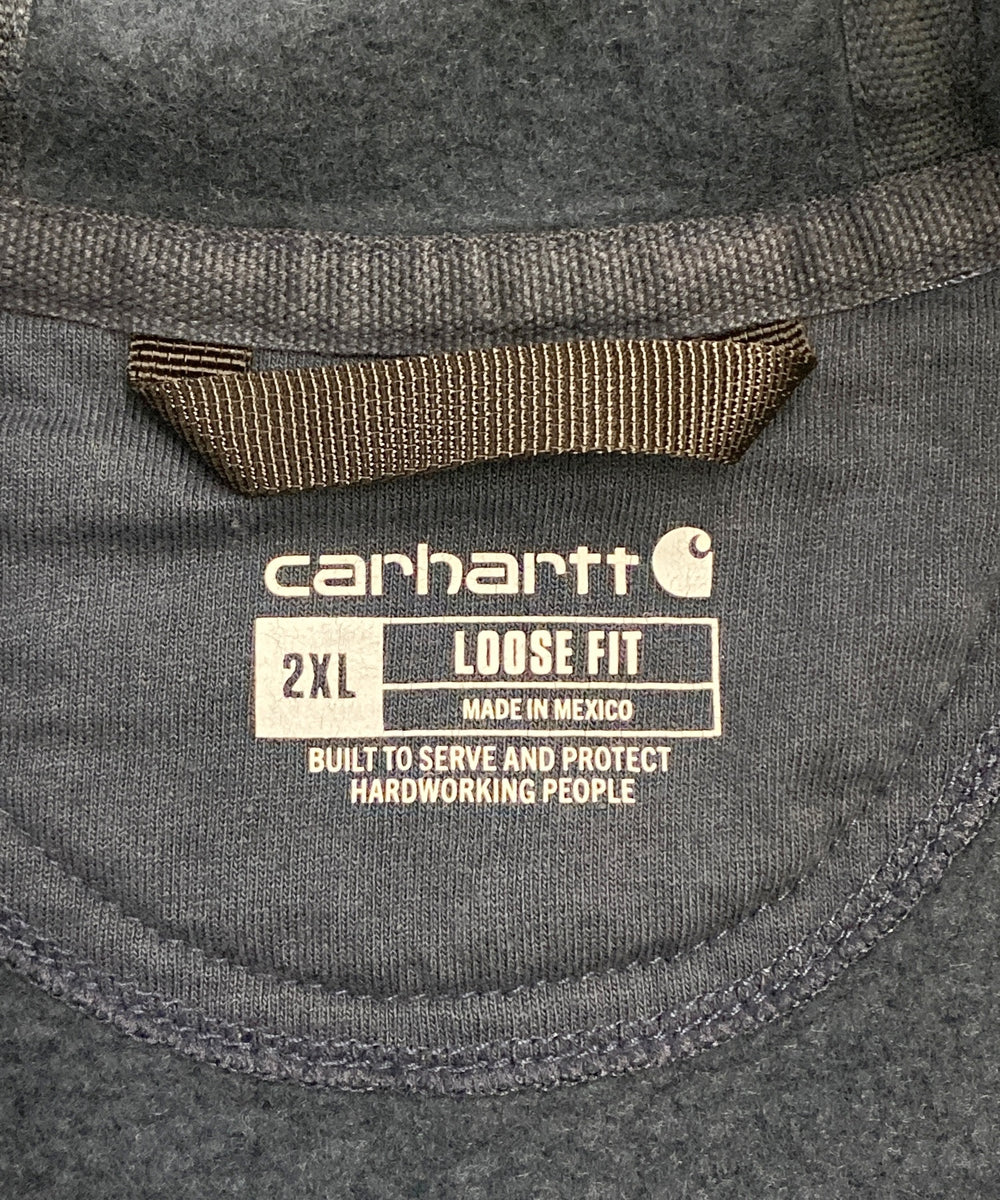 carhartt
2XL
LOOSE FIT
MADE IN MEXICO
BUILT TO SERVE AND PROTECT
HARDWORKING PEOPLE